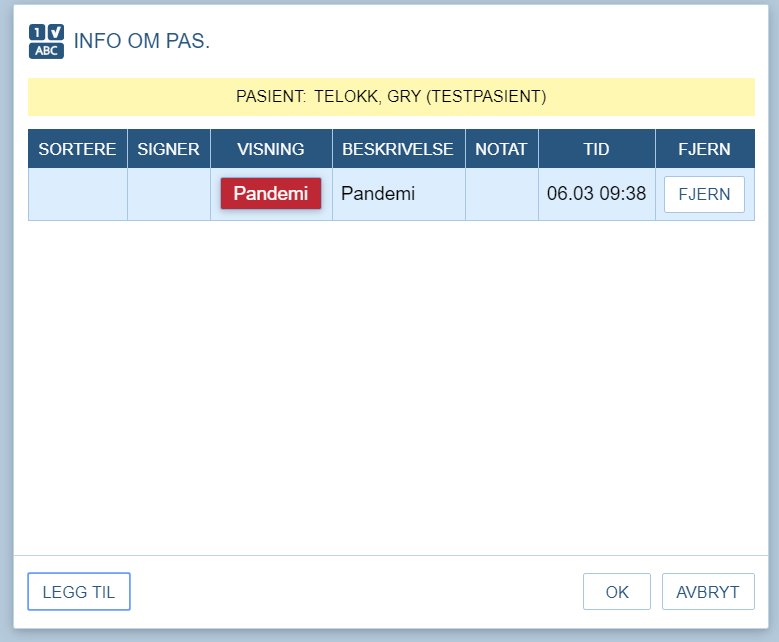 1 ✓
ABC
INFO OM PAS.
PASIENT: TELOKK, GRY (TESTPASIENT)
SORTERE SIGNER VISNING BESKRIVELSE NOTAT TID FJERN
Pandemi Pandemi 06.03 09:38 FJERN
LEGG TIL OK AVBRYT